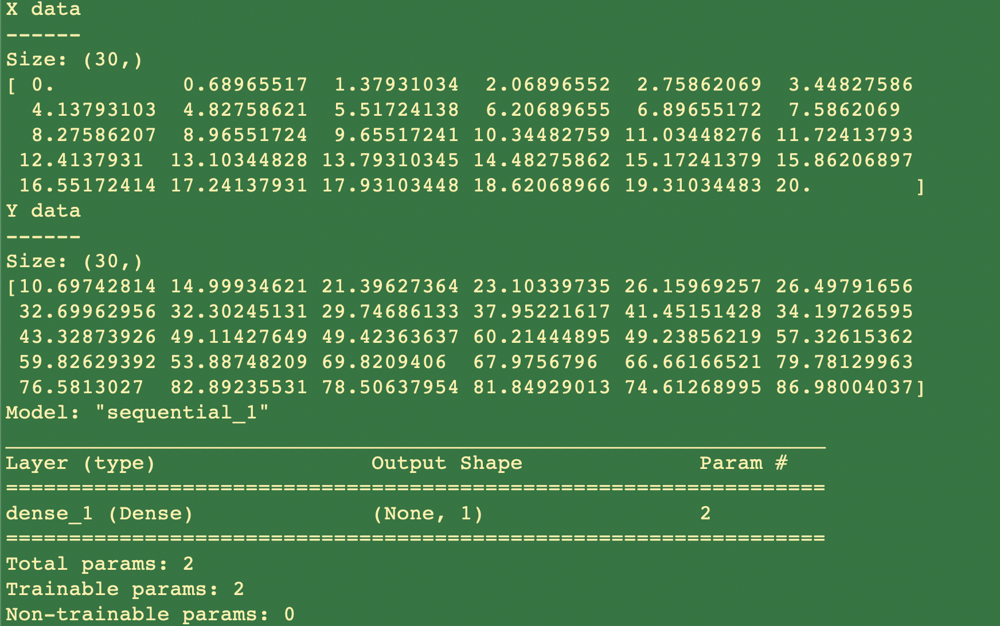 X data
------
Size: (30,)
[ 0.          0.68965517  1.37931034  2.06896552  2.75862069  3.44827586
  4.13793103  4.82758621  5.51724138  6.20689655  6.89655172  7.5862069
  8.27586207  8.96551724  9.65517241 10.34482759 11.03448276 11.72413793
 12.4137931  13.10344828 13.79310345 14.48275862 15.17241379 15.86206897
 16.55172414 17.24137931 17.93103448 18.62068966 19.31034483 20.        ]
Y data
------
Size: (30,)
[10.69742814 14.99934621 21.39627364 23.10339735 26.15969257 26.49791656
 32.69962956 32.30245131 29.74686133 37.95221617 41.45151428 34.19726595
 43.32873926 49.11427649 49.42363637 60.21444895 49.23856219 57.32615362
 59.82629392 53.88748209 69.8209406  67.9756796  66.66166521 79.78129963
 76.5813027  82.89235531 78.50637954 81.84929013 74.61268995 86.98004037]
Model: "sequential_1"
_________________________________________________________________
Layer (type)                 Output Shape              Param #
=================================================================
dense_1 (Dense)              (None, 1)                 2
=================================================================
Total params: 2
Trainable params: 2
Non-trainable params: 0